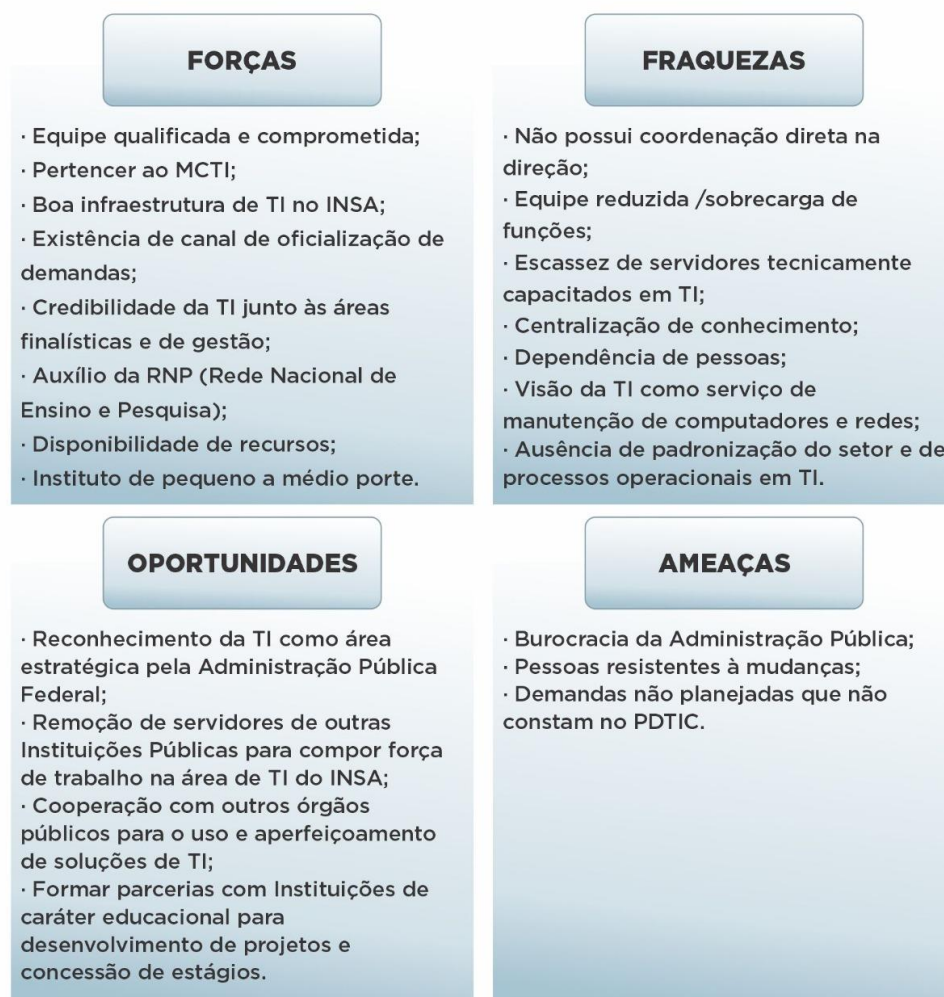 FORÇAS
· Equipe qualificada e comprometida;
· Pertencer ao MCTI;
· Boa infraestrutura de TI no INSA;
· Existência de canal de oficialização de
demandas;
· Credibilidade da TI junto às áreas
finalísticas e de gestão;
· Auxílio da RNP (Rede Nacional de
Ensino e Pesquisa);
· Disponibilidade de recursos;
· Instituto de pequeno a médio porte.
FRAQUEZAS
· Não possui coordenação direta na
direção;
· Equipe reduzida /sobrecarga de
funções;
· Escassez de servidores tecnicamente
capacitados em TI;
· Centralização de conhecimento;
· Dependência de pessoas;
· Visão da TI como serviço de
manutenção de computadores e redes;
· Ausência de padronização do setor e de
processos operacionais em TI.
OPORTUNIDADES
· Reconhecimento da TI como área
estratégica pela Administração Pública
Federal;
· Remoção de servidores de outras
Instituições Públicas para compor força
de trabalho na área de TI do INSA;
· Cooperação com outros órgãos
públicos para o uso e aperfeiçoamento
de soluções de TI;
· Formar parcerias com Instituições de
caráter educacional para
desenvolvimento de projetos e
concessão de estágios.
AMEAÇAS
· Burocracia da Administração Pública;
· Pessoas resistentes à mudanças;
· Demandas não planejadas que não
constam no PDTIC.